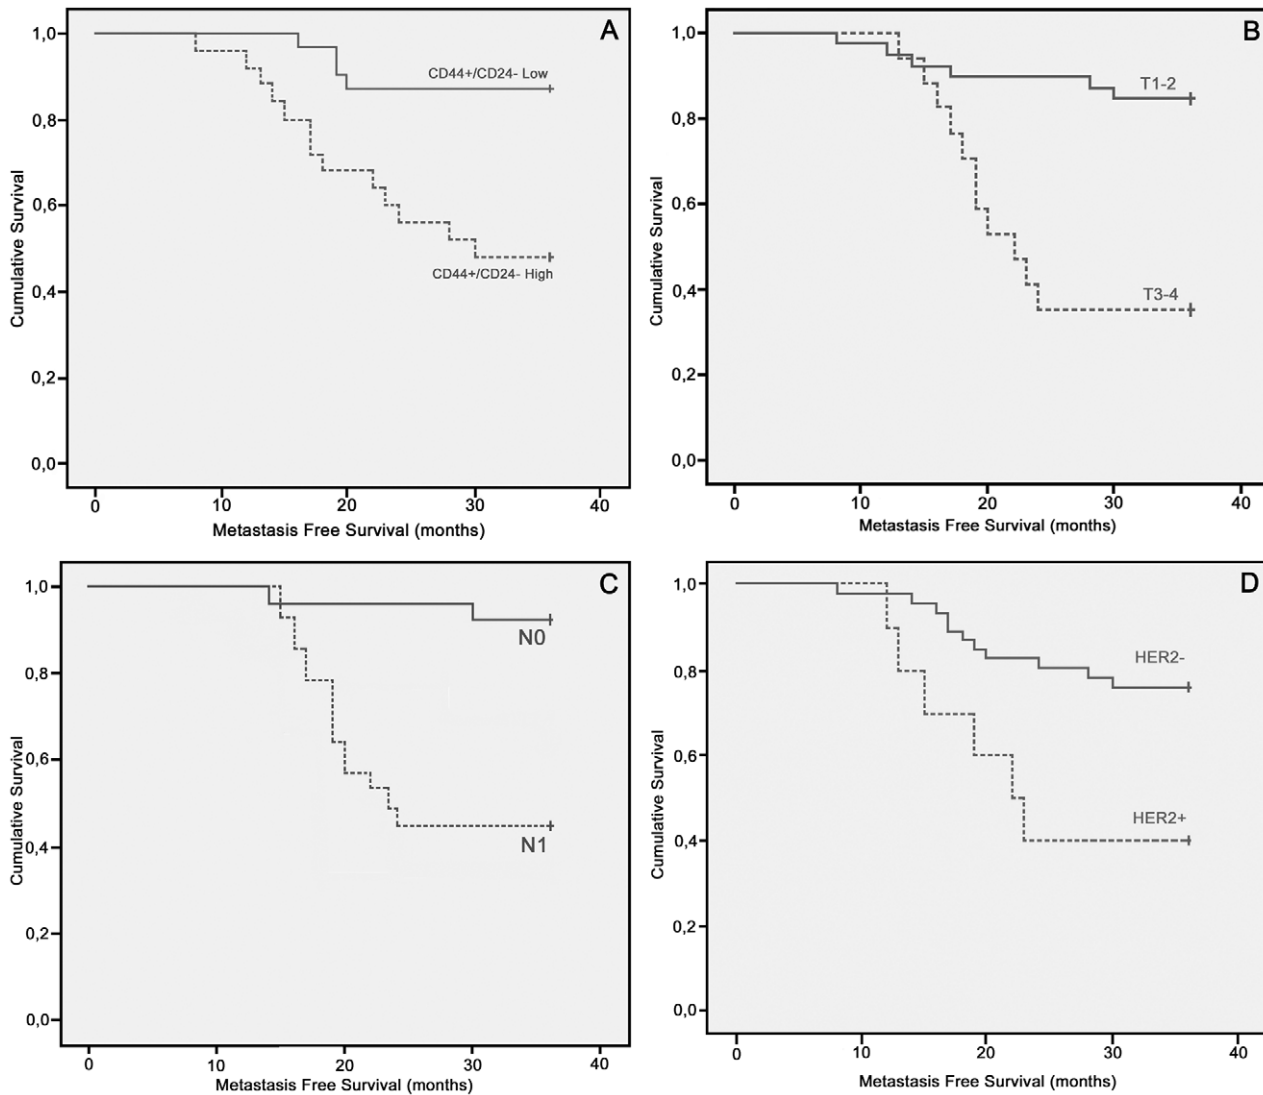 A
1,0
0,8
0,6
0,4
0,2
0,0
Cumulative Survival
CD44+/CD24- Low
CD44+/CD24- High
0 10 20 30 40
Metastasis Free Survival (months)
B
1,0
0,8
0,6
0,4
0,2
0,0
Cumulative Survival
T1-2
T3-4
0 10 20 30 40
Metastasis Free Survival (months)
C
1,0
0,8
0,6
0,4
0,2
0,0
Cumulative Survival
N0
N1
0 10 20 30 40
Metastasis Free Survival (months)
D
1,0
0,8
0,6
0,4
0,2
0,0
Cumulative Survival
HER2-
HER2+
0 10 20 30 40
Metastasis Free Survival (months)